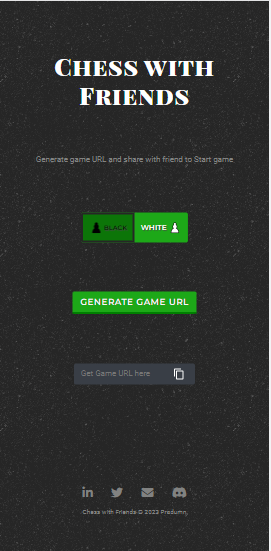 Chess with
Friends
Generate game URL and share with friend to Start game
BLACK WHITE
GENERATE GAME URL
Get Game URL here
in
Chess with Friends © 2023 Produmn,